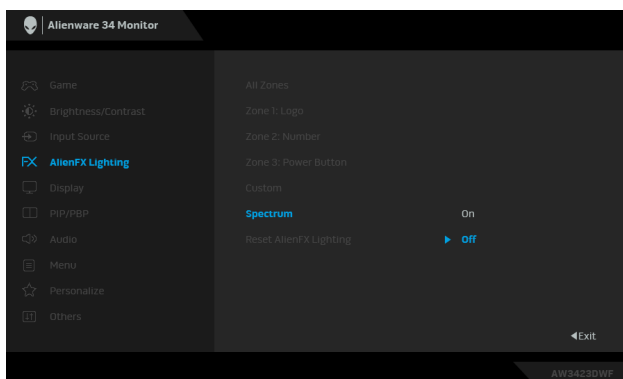 Alienware 34 Monitor
Game
All Zones
Brightness/Contrast
Zone 1: Logo
Input Source
Zone 2: Number
FX AlienFX Lighting
Zone 3: Power Button
Display
Custom
PIP/PBP
Spectrum On
Audio
Reset AlienFX Lighting Off
Menu
Personalize
Others
Exit
AW3423DWF